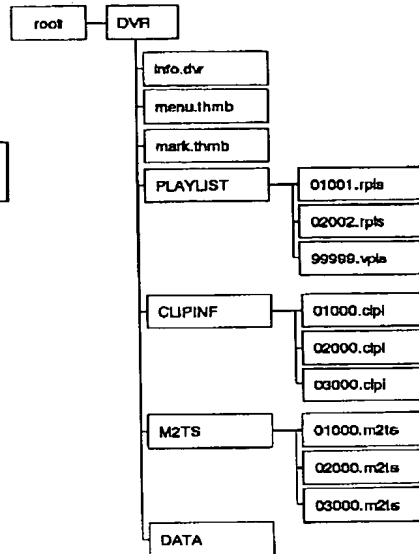 root DVR
info.dvr
menu.thmb
mark.thmb
PLAYLIST 01001.rpls
02002.rpls
99999.vpls
CLIPINF 01000.clpi
02000.clpi
03000.clpi
M2TS 01000.m2ts
02000.m2ts
03000.m2ts
DATA